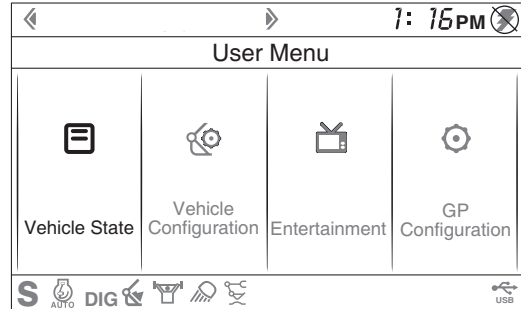 1: 16PM
User Menu
Vehicle State
Vehicle
Configuration
Entertainment
GP
Configuration
S AUTO DIG USB